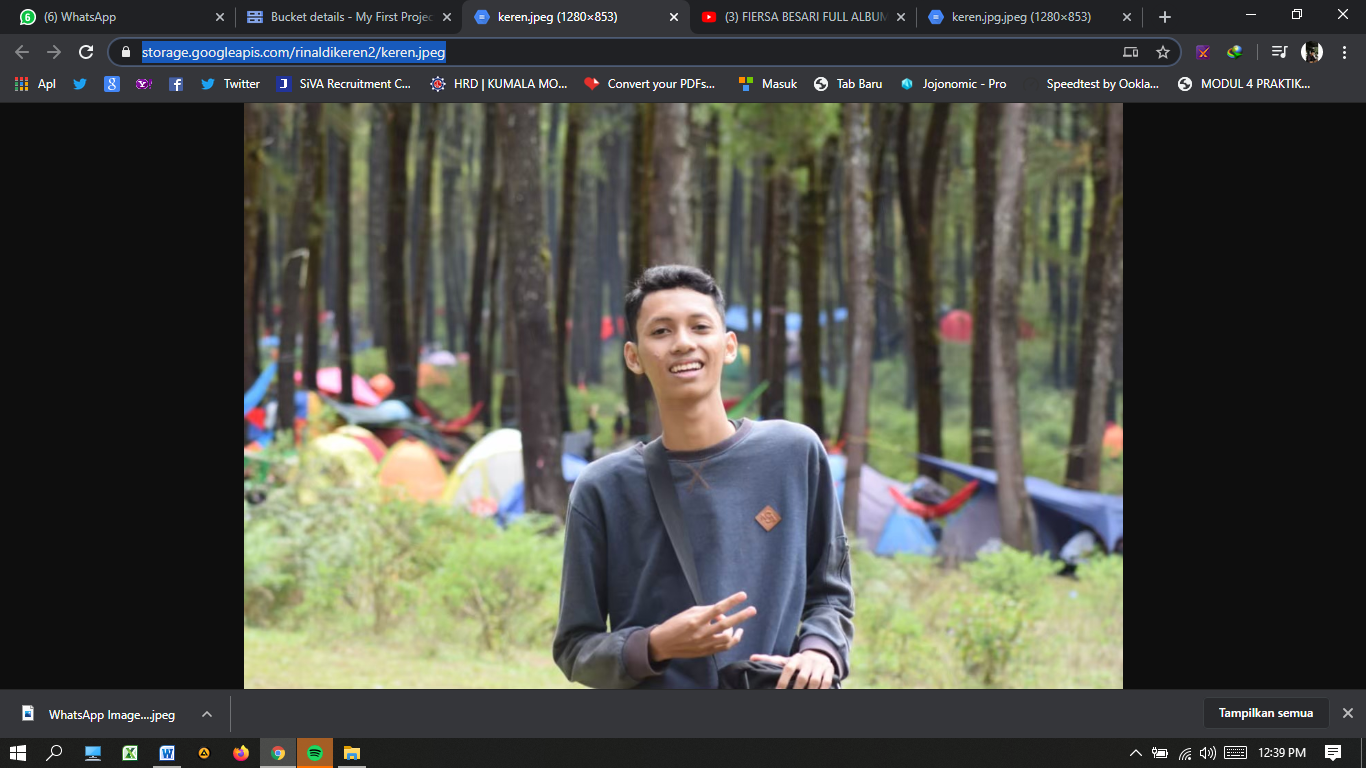 (6) WhatsApp
Bucket details - My First Projec
keren.jpeg (1280×853)
(3) FIERSA BESARI FULL ALBUM
keren.jpg.jpeg (1280×853)
storage.googleapis.com/rinaldikeren2/keren.jpeg
Apl
Twitter
SiVA Recruitment C...
HRD | KUMALA MO...
Convert your PDFs...
Masuk
Tab Baru
Jojonomic - Pro
Speedtest by Ookla...
MODUL 4 PRAKTIK...
WhatsApp Image....jpeg
Tampilkan semua
12:39 PM